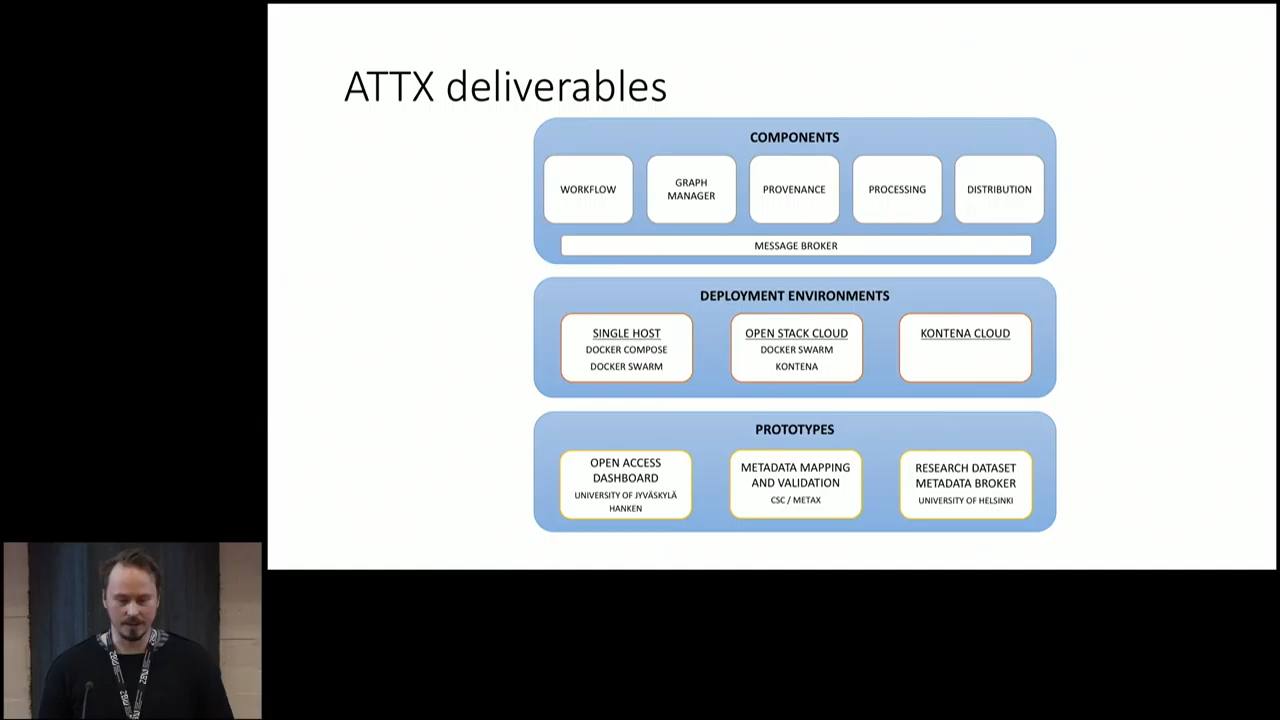 ATTX deliverables
COMPONENTS
WORKFLOW
GRAPH
MANAGER
PROVENANCE
PROCESSING
DISTRIBUTION
MESSAGE BROKER
DEPLOYMENT ENVIRONMENTS
SINGLE HOST
DOCKER COMPOSE
DOCKER SWARM
OPEN STACK CLOUD
DOCKER SWARM
KONTENA
KONTENA CLOUD
PROTOTYPES
OPEN ACCESS
DASHBOARD
UNIVERSITY OF JYVÄSKYLÄ
HANKEN
METADATA MAPPING
AND VALIDATION
CSC / METAX
RESEARCH DATASET
METADATA BROKER
UNIVERSITY OF HELSINKI